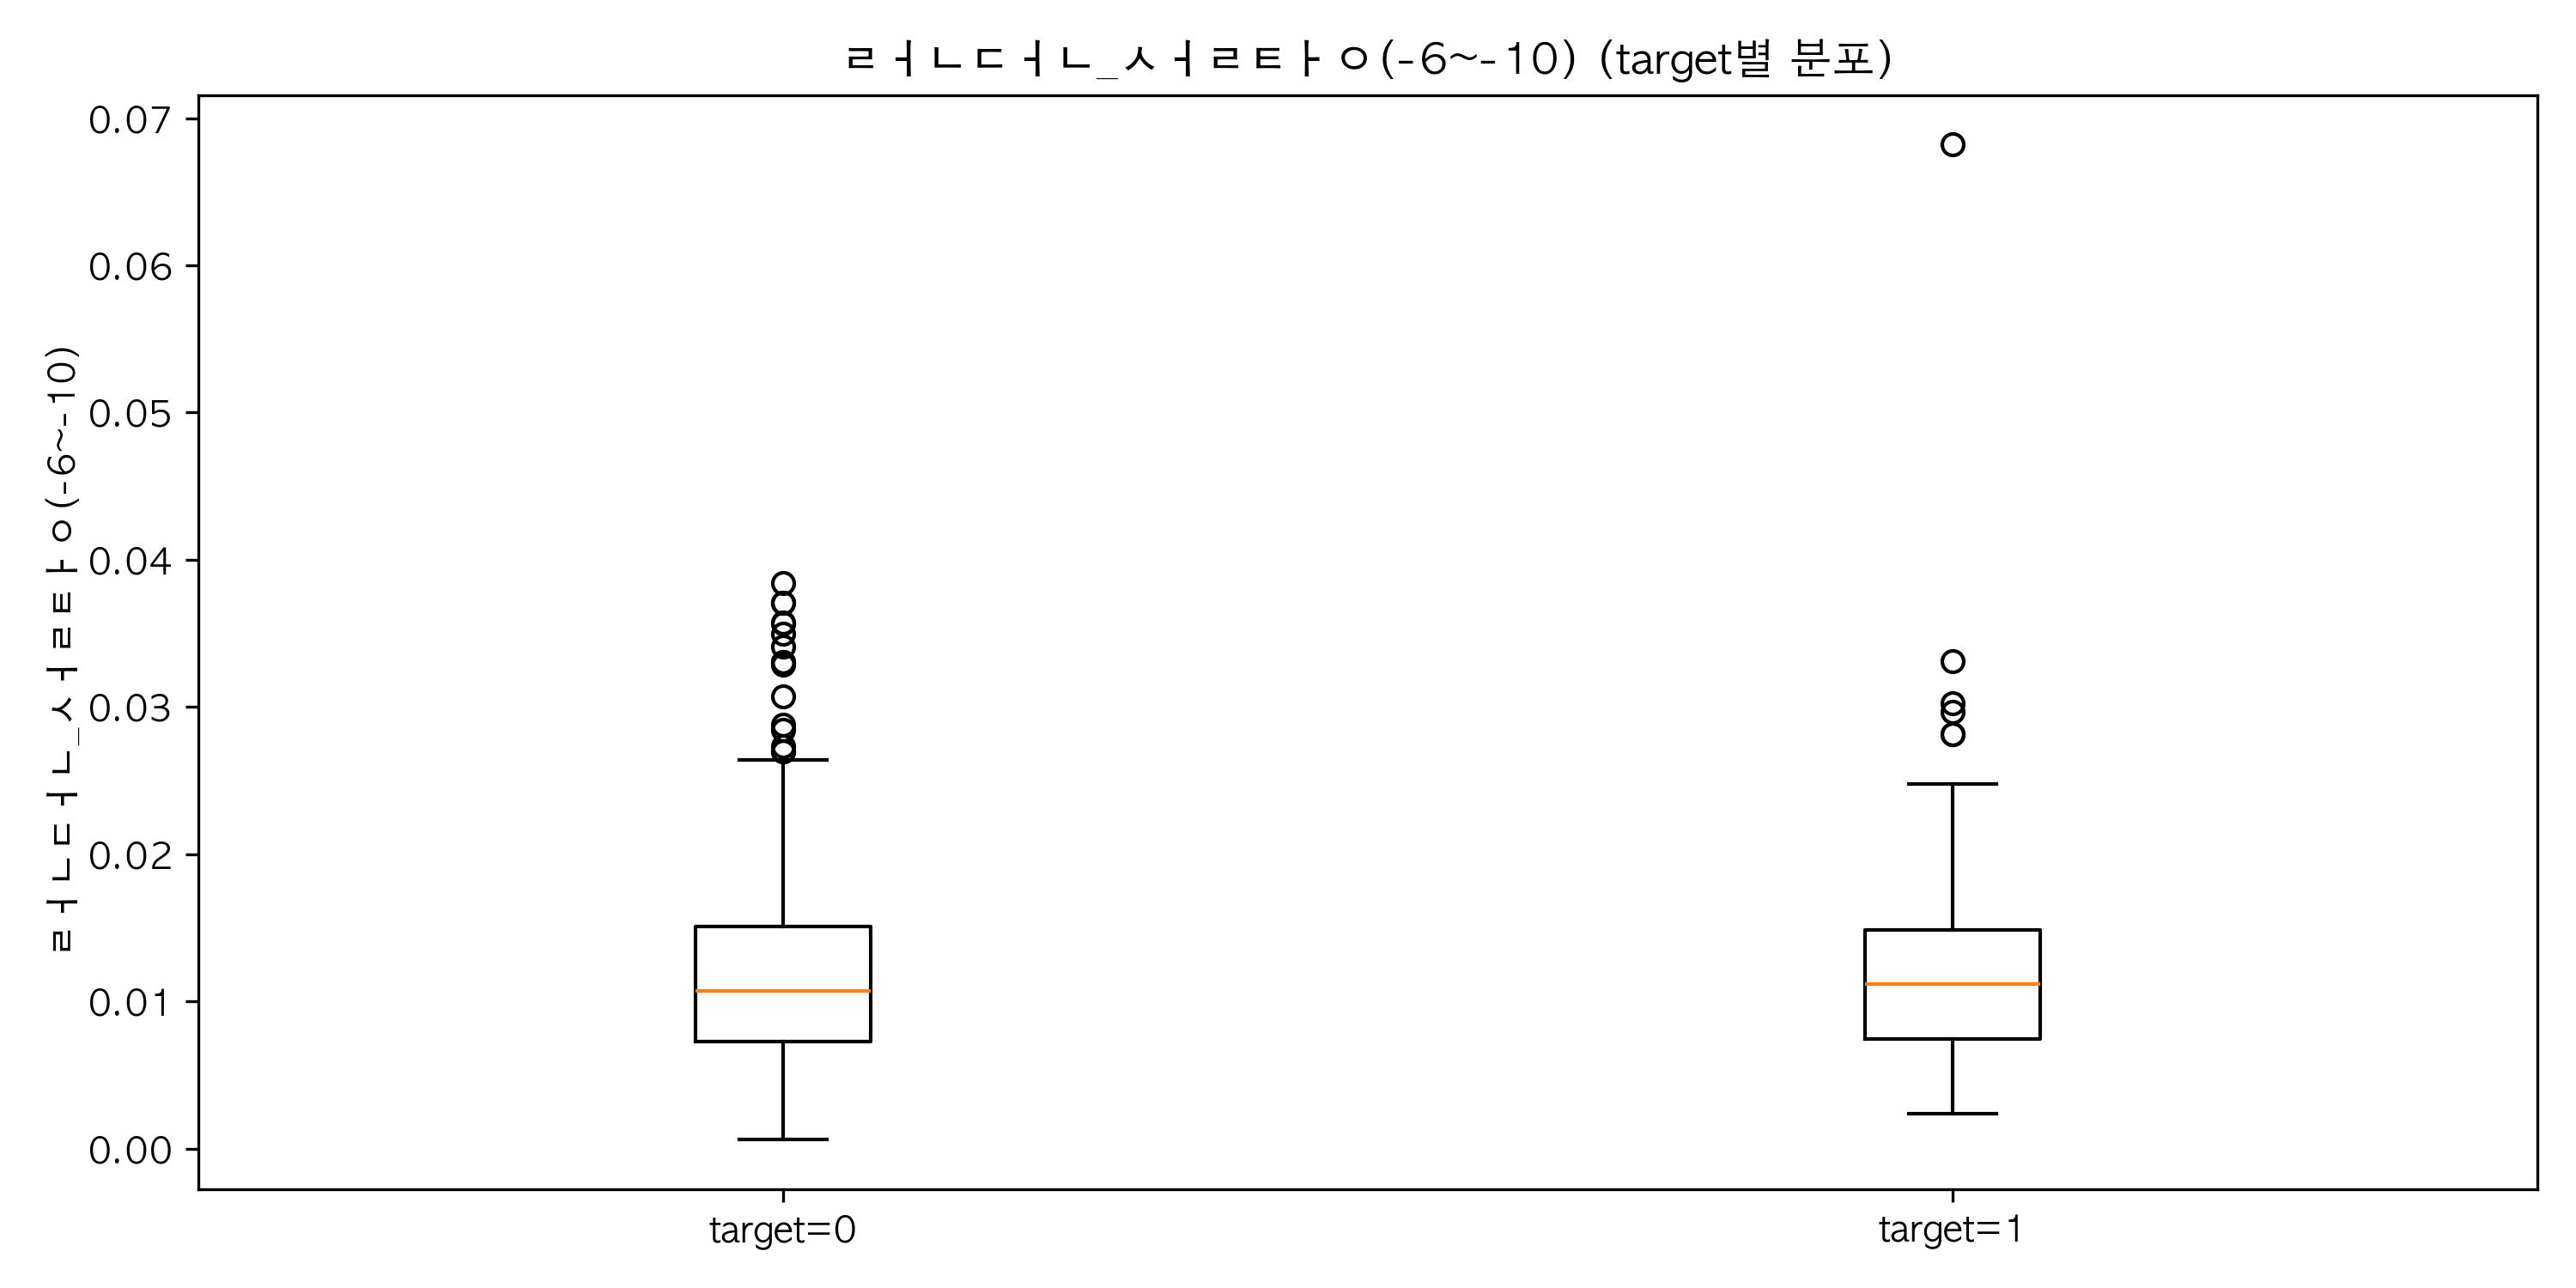 ㄹㅓㄴㄷㅓㄴ_ㅅㅓㄹㅌㅏㅇ(-6~-10) (target별 분포)
ㄹㅓㄴㄷㅓㄴ_ㅅㅓㄹㅌㅏㅇ(-6~-10)
0.07
0.06
0.05
0.04
0.03
0.02
0.01
0.00
target=0
target=1